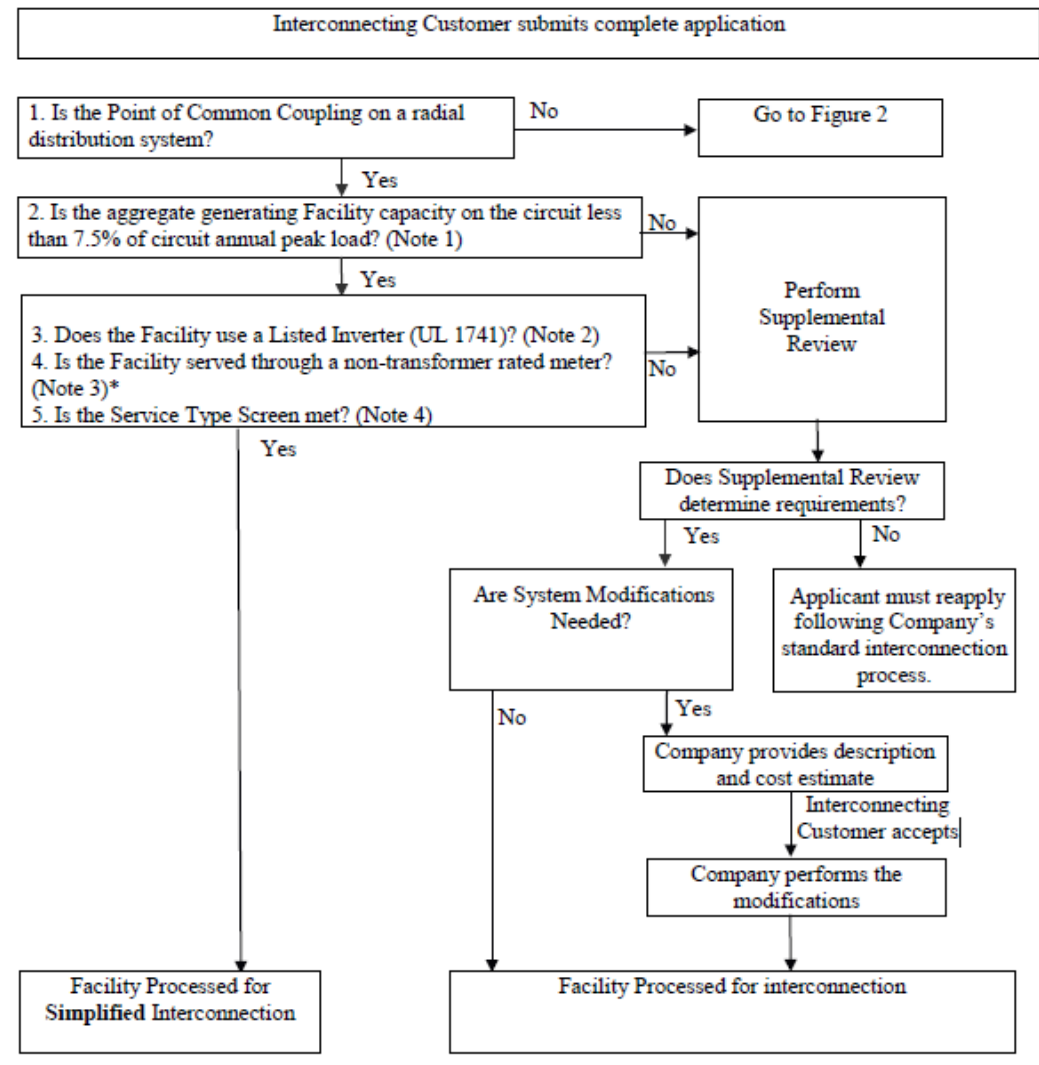 Interconnecting Customer submits complete application
1. Is the Point of Common Coupling on a radial
distribution system?
No
Go to Figure 2
Yes
2. Is the aggregate generating Facility capacity on the circuit less
than 7.5% of circuit annual peak load? (Note 1)
No
Perform
Supplemental
Review
Yes
3. Does the Facility use a Listed Inverter (UL 1741)? (Note 2)
4. Is the Facility served through a non-transformer rated meter?
(Note 3)*
5. Is the Service Type Screen met? (Note 4)
No
Yes
Does Supplemental Review
determine requirements?
Yes
No
Are System Modifications
Needed?
Applicant must reapply
following Company’s
standard interconnection
process.
No
Yes
Company provides description
and cost estimate
Interconnecting
Customer accepts
Company performs the
modifications
Facility Processed for
Simplified Interconnection
Facility Processed for interconnection